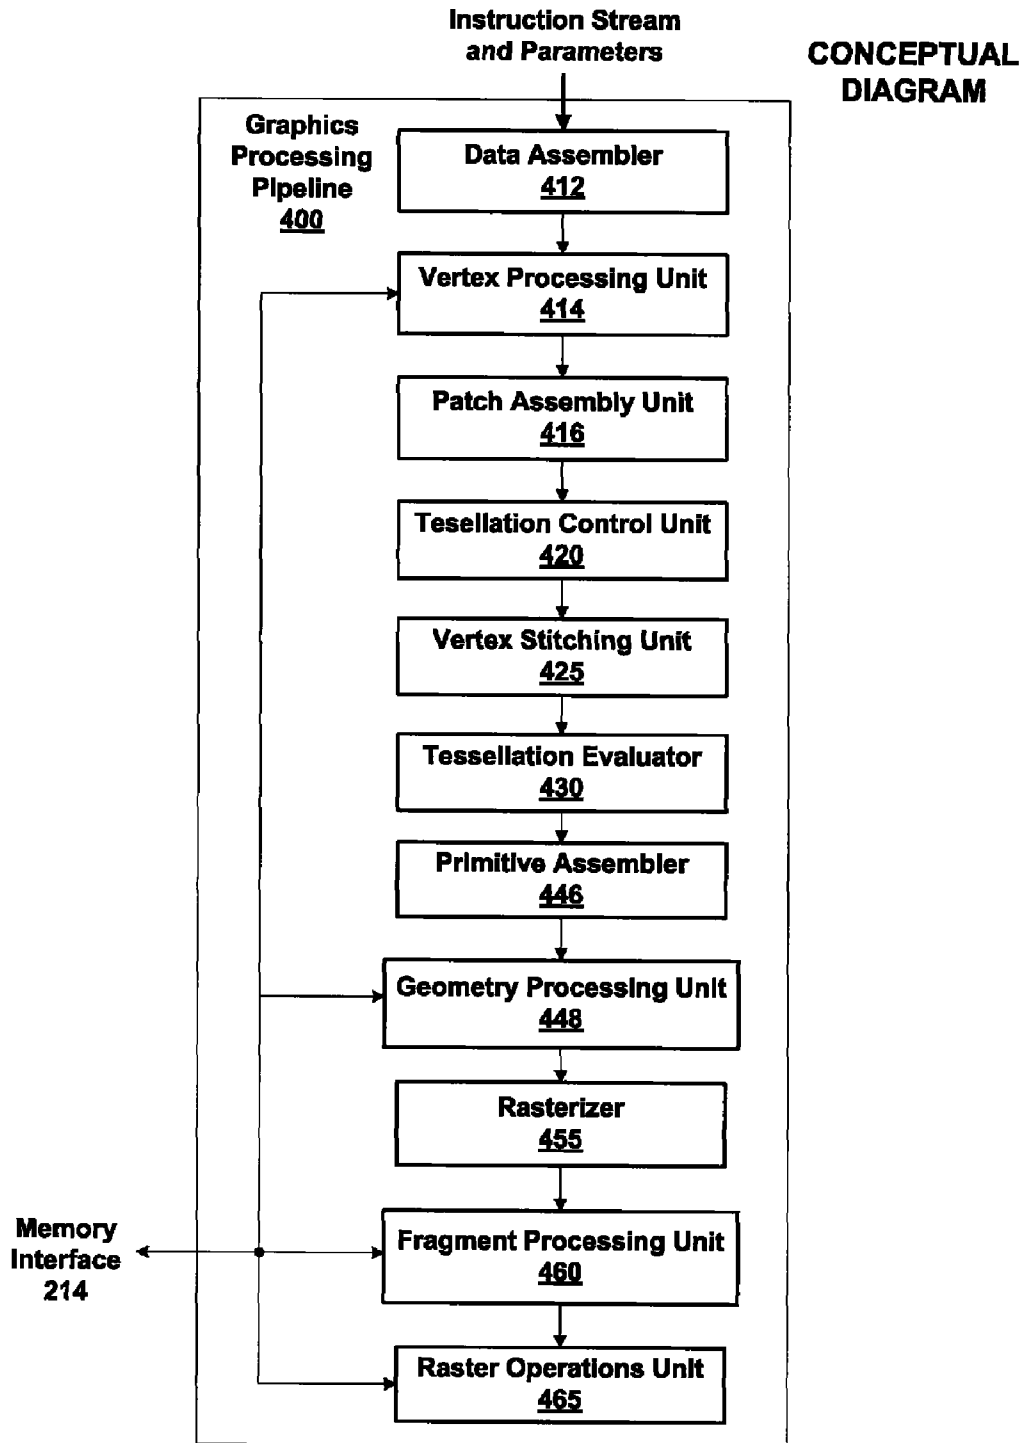 Instruction Stream
and Parameters
CONCEPTUAL
DIAGRAM
Graphics
Processing
Pipeline
400
Data Assembler
412
Vertex Processing Unit
414
Patch Assembly Unit
416
Tesellation Control Unit
420
Vertex Stitching Unit
425
Tessellation Evaluator
430
Primitive Assembler
446
Geometry Processing Unit
448
Rasterizer
455
Memory
Interface
214
Fragment Processing Unit
460
Raster Operations Unit
465